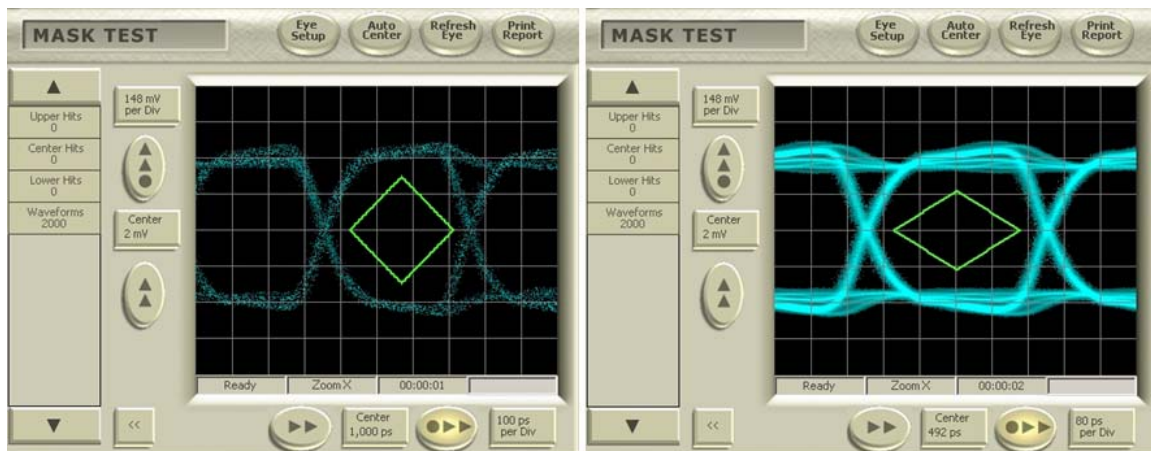 MASK TEST
Eye
Setup
Auto
Center
Refresh
Eye
Print
Report
▲
Upper Hits
0
Center Hits
0
Lower Hits
0
Waveforms
2000
148 mV
per Div
Center
2 mV
Ready
Zoom X
00:00:01
▼
<<
Center
1,000 ps
100 ps
per Div
MASK TEST
Eye
Setup
Auto
Center
Refresh
Eye
Print
Report
▲
Upper Hits
0
Center Hits
0
Lower Hits
0
Waveforms
2000
148 mV
per Div
Center
2 mV
Ready
Zoom X
00:00:02
▼
<<
Center
492 ps
80 ps
per Div